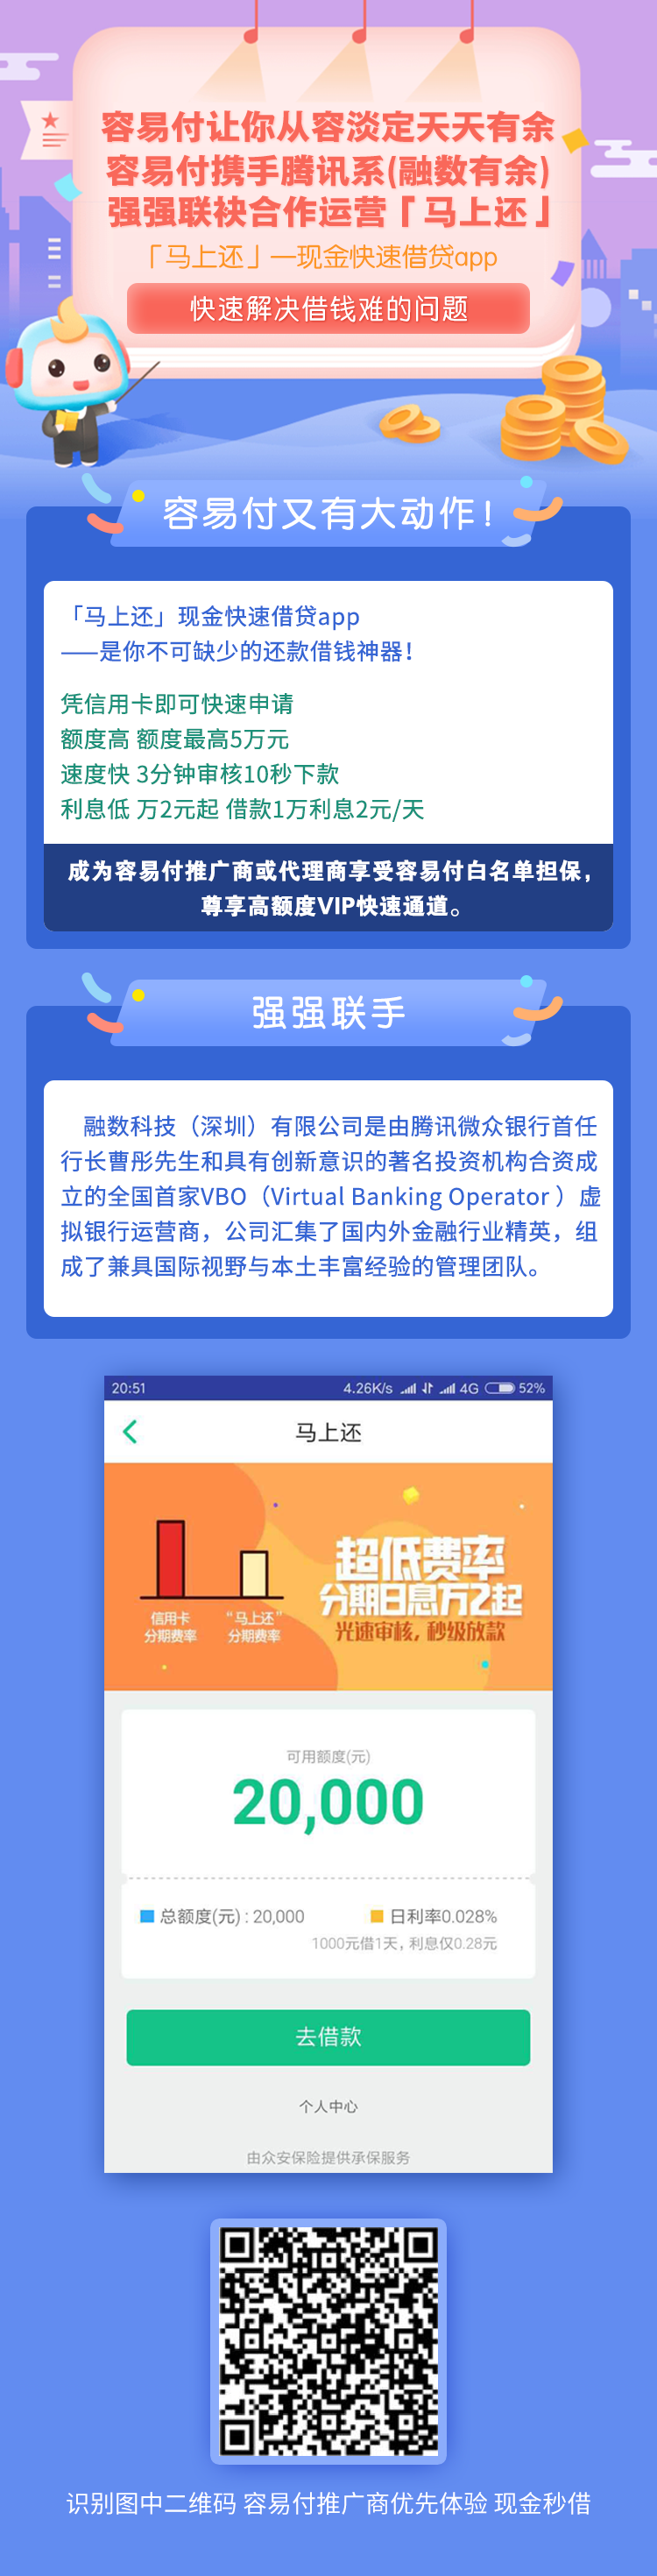 容易付让你从容淡定天天有余
容易付携手腾讯系(融数有余)
强强联袂合作运营「马上还」
「马上还」—现金快速借贷app
快速解决借钱难的问题
容易付又有大动作！
「马上还」现金快速借贷app
——是你不可缺少的还款借钱神器！
凭信用卡即可快速申请
额度高 额度最高5万元
速度快 3分钟审核10秒下款
利息低 万2元起 借款1万利息2元/天
成为容易付推广商或代理商享受容易付白名单担保，
尊享高额度VIP快速通道。
强强联手
融数科技（深圳）有限公司是由腾讯微众银行首任
行长曹彤先生和具有创新意识的著名投资机构合资成
立的全国首家VBO（Virtual Banking Operator ）虚
拟银行运营商，公司汇集了国内外金融行业精英，组
成了兼具国际视野与本土丰富经验的管理团队。
20:51 4.26K/s 4G 52%
马上还
超低费率
分期日息万2起
光速审核, 秒级放款
信用卡 “马上还”
分期费率 分期费率
可用额度(元)
20,000
总额度(元) : 20,000 日利率0.028%
1000元借1天，利息仅0.28元
去借款
个人中心
由众安保险提供承保服务
识别图中二维码 容易付推广商优先体验 现金秒借